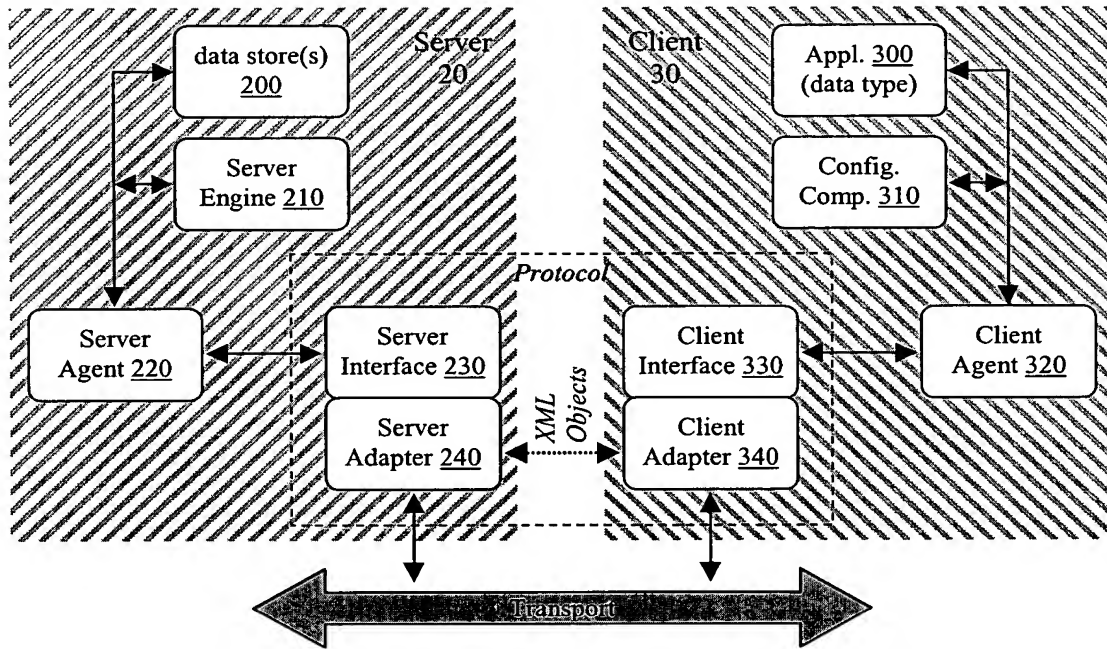 data store(s)
200
Server
20
Client
30
Appl. 300
(data type)
Server
Engine 210
Config.
Comp. 310
Protocol
Server
Agent 220
Server
Interface 230
Client
Interface 330
Client
Agent 320
XML
Objects
Server
Adapter 240
Client
Adapter 340
Transport